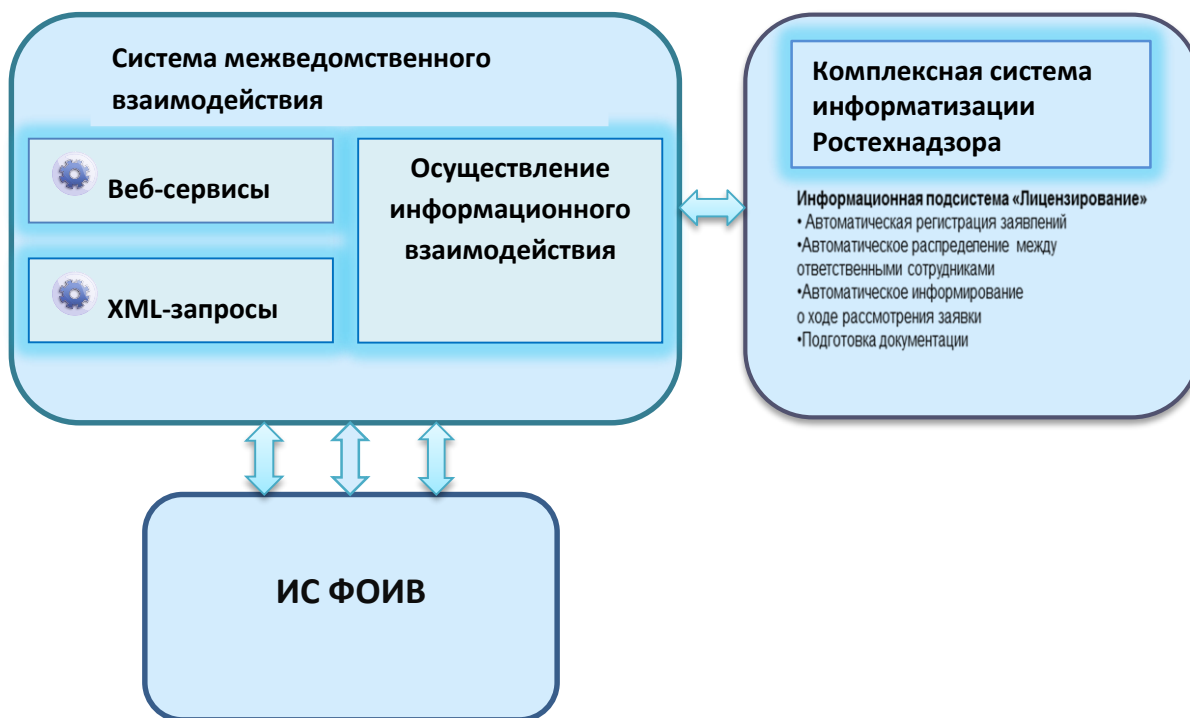 Система межведомственного
взаимодействия
Веб-сервисы
XML-запросы
Осуществление
информационного
взаимодействия
Комплексная система
информатизации
Ростехнадзора
Информационная подсистема «Лицензирование»
• Автоматическая регистрация заявлений
•Автоматическое распределение между
ответственными сотрудниками
•Автоматическое информирование
о ходе рассмотрения заявки
•Подготовка документации
ИС ФОИВ